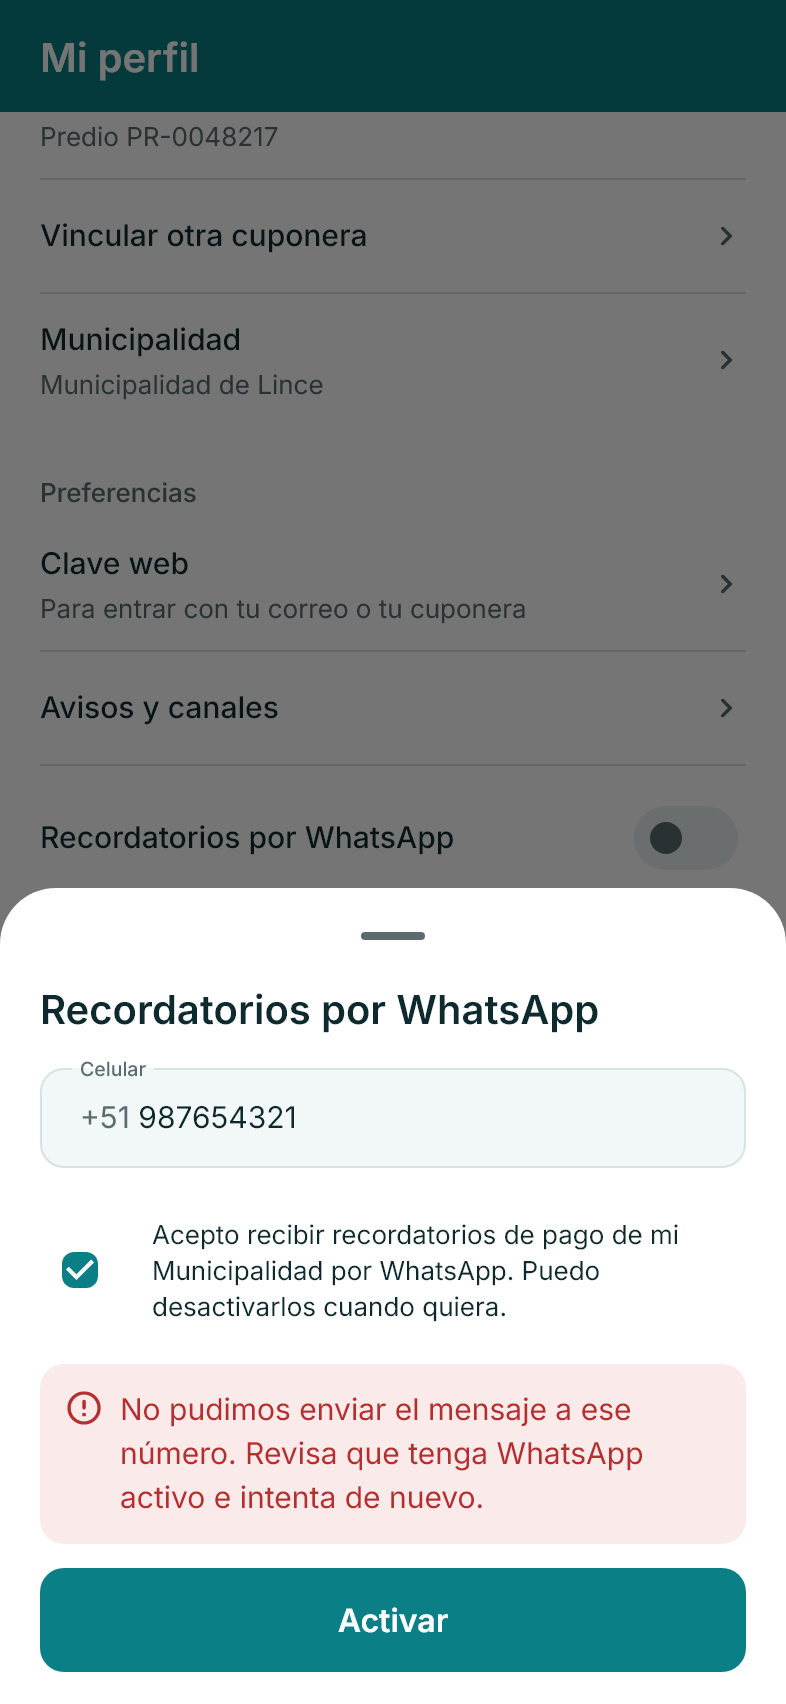 Mi perfil
Predio PR-0048217
Vincular otra cuponera
Municipalidad
Municipalidad de Lince
Preferencias
Clave web
Para entrar con tu correo o tu cuponera
Avisos y canales
Recordatorios por WhatsApp
Recordatorios por WhatsApp
Celular
+51 987654321
Acepto recibir recordatorios de pago de mi
Municipalidad por WhatsApp. Puedo
desactivarlos cuando quiera.
No pudimos enviar el mensaje a ese
número. Revisa que tenga WhatsApp
activo e intenta de nuevo.
Activar